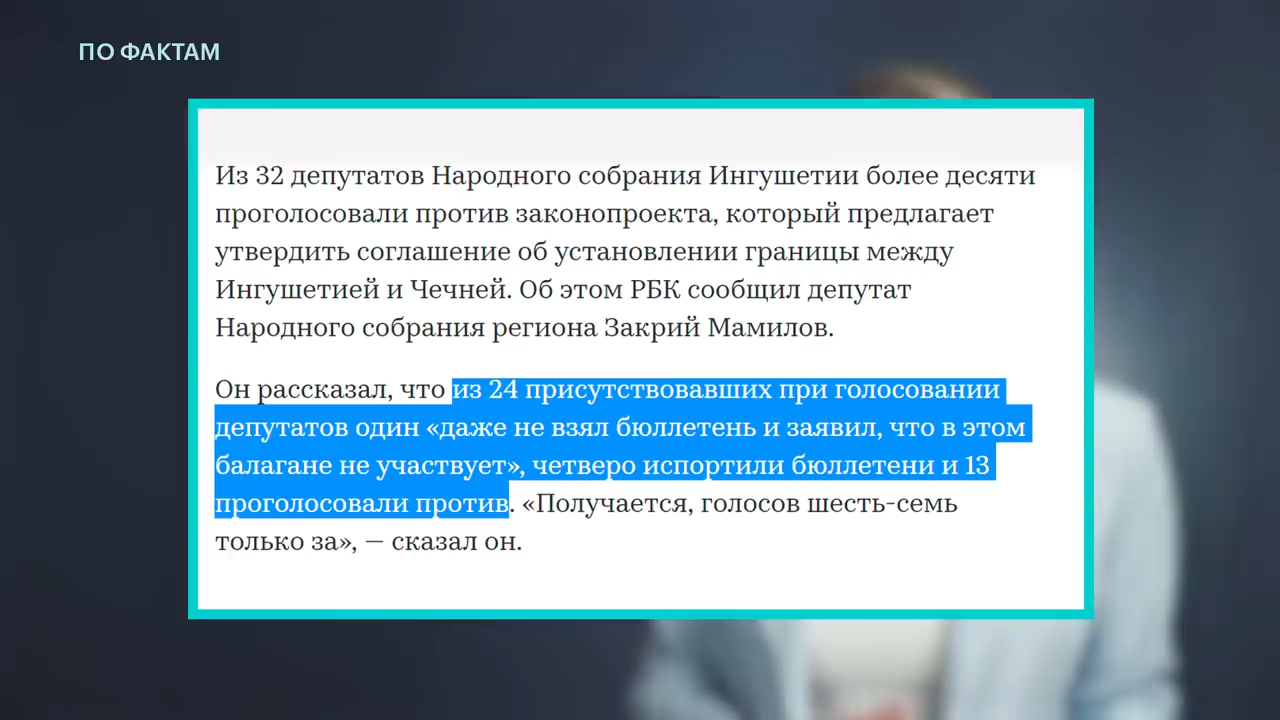 ПО ФАКТАМ
Из 32 депутатов Народного собрания Ингушетии более десяти
проголосовали против законопроекта, который предлагает
утвердить соглашение об установлении границы между
Ингушетией и Чечней. Об этом РБК сообщил депутат
Народного собрания региона Закрий Мамилов.
Он рассказал, что из 24 присутствовавших при голосовании
депутатов один «даже не взял бюллетень и заявил, что в этом
балагане не участвует», четверо испортили бюллетени и 13
проголосовали против. «Получается, голосов шесть-семь
только за», — сказал он.